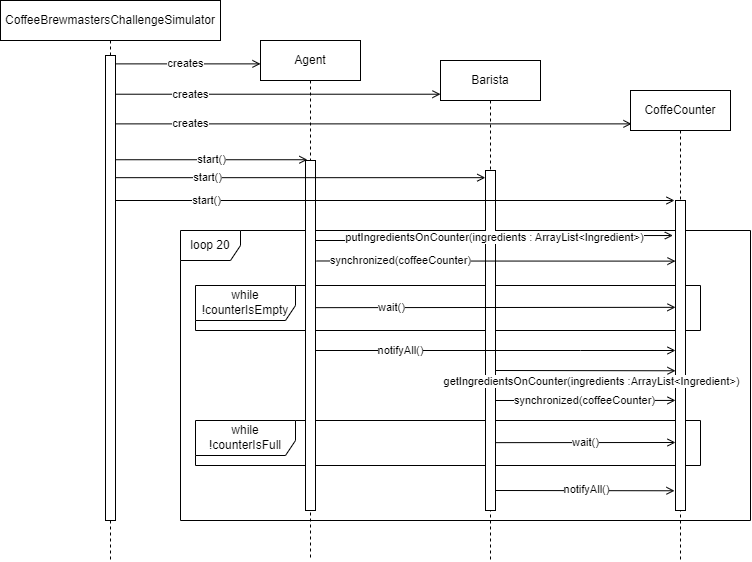 CoffeeBrewmastersChallengeSimulator
Agent
Barista
CoffeCounter
creates
creates
creates
start()
start()
start()
loop 20
putIngredientsOnCounter(ingredients : ArrayList<Ingredient>)
synchronized(coffeeCounter)
while
!counterIsEmpty
wait()
notifyAll()
getIngredientsOnCounter(ingredients :ArrayList<Ingredient>)
synchronized(coffeeCounter)
while
!counterIsFull
wait()
notifyAll()